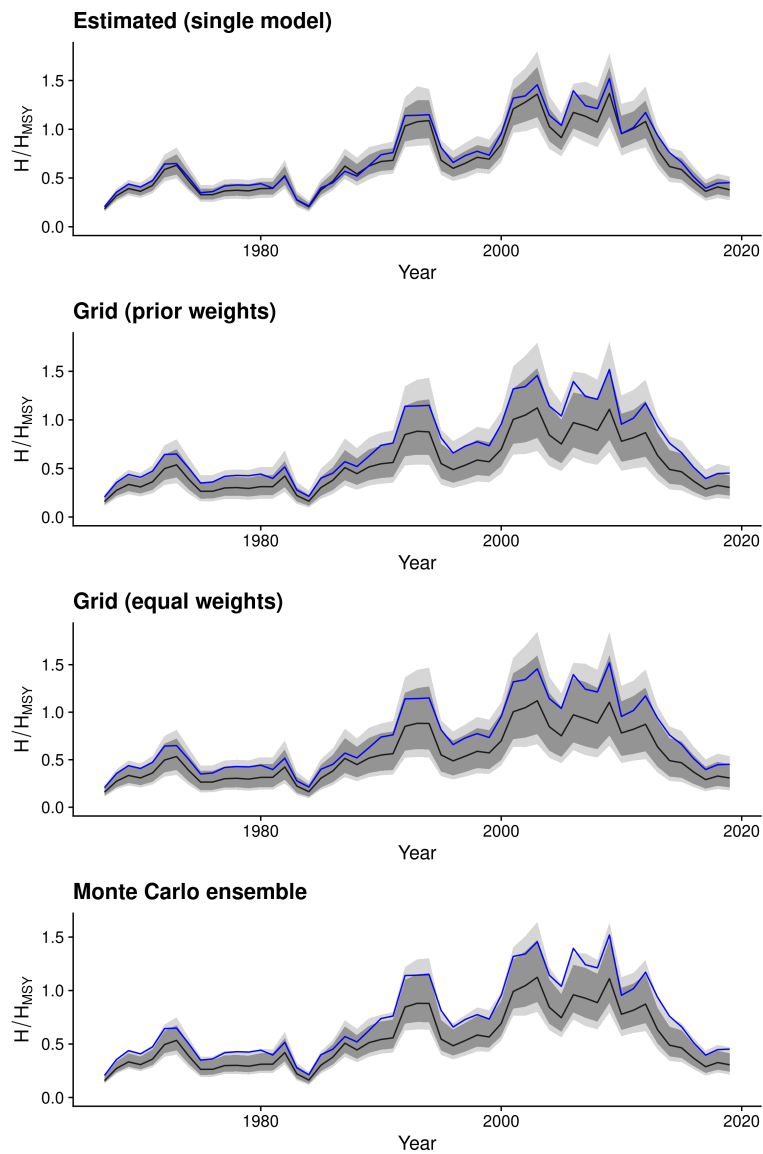 Estimated (single model)
H/H_MSY
1.5
1.0
0.5
0.0
1980 2000 2020
Year
Grid (prior weights)
H/H_MSY
1.5
1.0
0.5
0.0
1980 2000 2020
Year
Grid (equal weights)
H/H_MSY
1.5
1.0
0.5
0.0
1980 2000 2020
Year
Monte Carlo ensemble
H/H_MSY
1.5
1.0
0.5
0.0
1980 2000 2020
Year